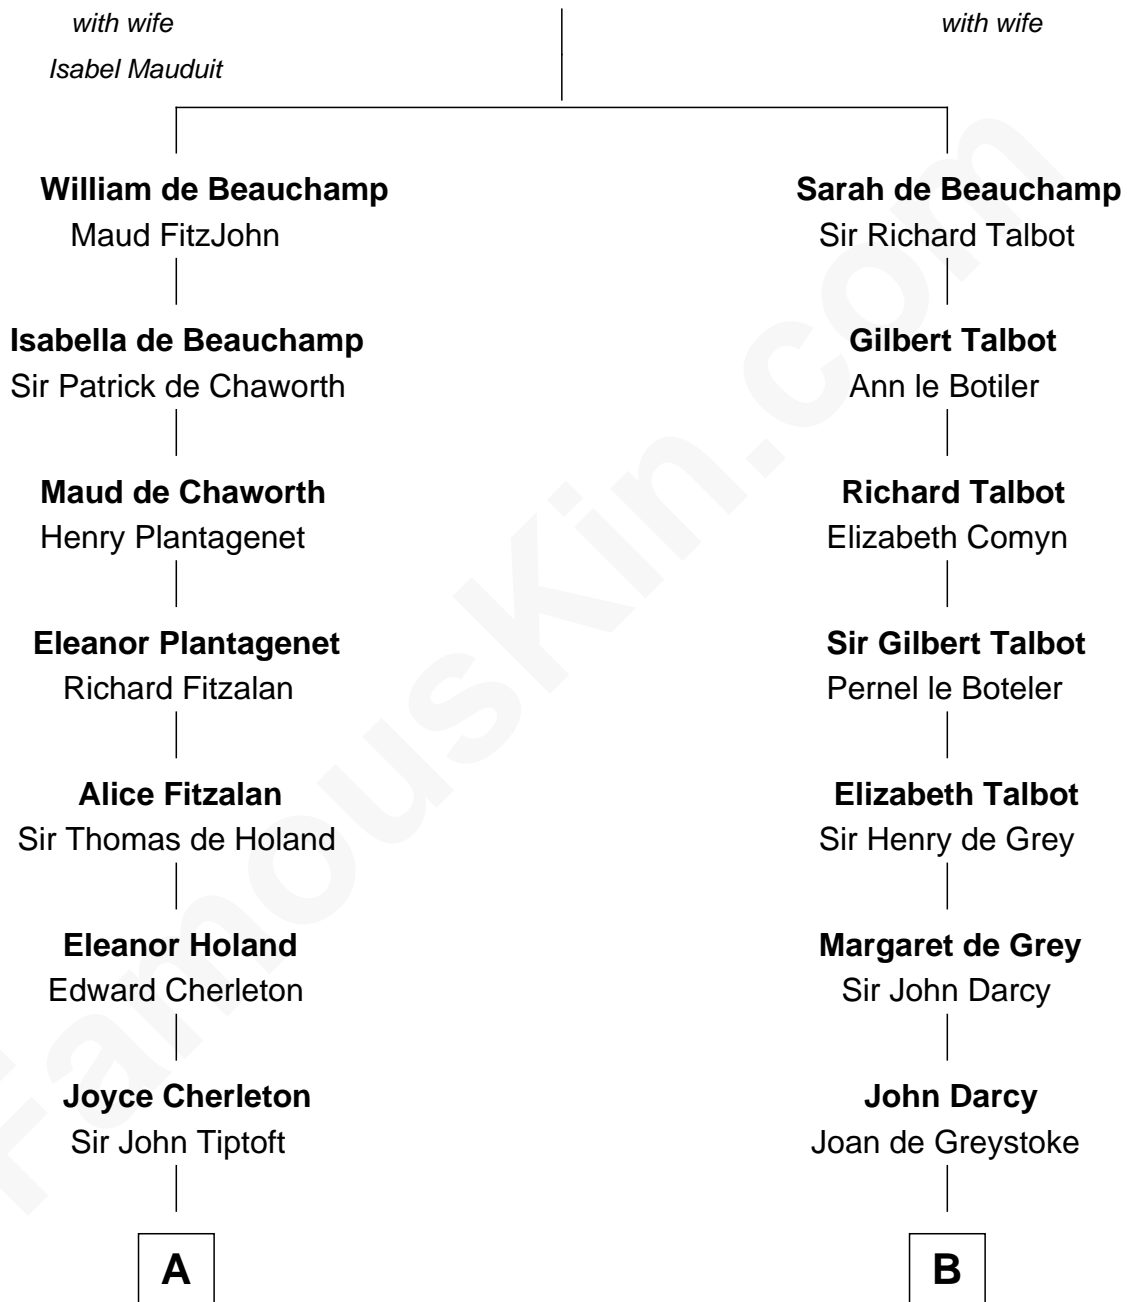 with wife
Isabel Mauduit
with wife
William de Beauchamp
Maud FitzJohn
Sarah de Beauchamp
Sir Richard Talbot
Isabella de Beauchamp
Sir Patrick de Chaworth
Gilbert Talbot
Ann le Botiler
Maud de Chaworth
Henry Plantagenet
Richard Talbot
Elizabeth Comyn
Eleanor Plantagenet
Richard Fitzalan
Sir Gilbert Talbot
Pernel le Boteler
Alice Fitzalan
Sir Thomas de Holand
Elizabeth Talbot
Sir Henry de Grey
Eleanor Holand
Edward Cherleton
Margaret de Grey
Sir John Darcy
Joyce Cherleton
Sir John Tiptoft
John Darcy
Joan de Greystoke
A
B
FamousKin.com